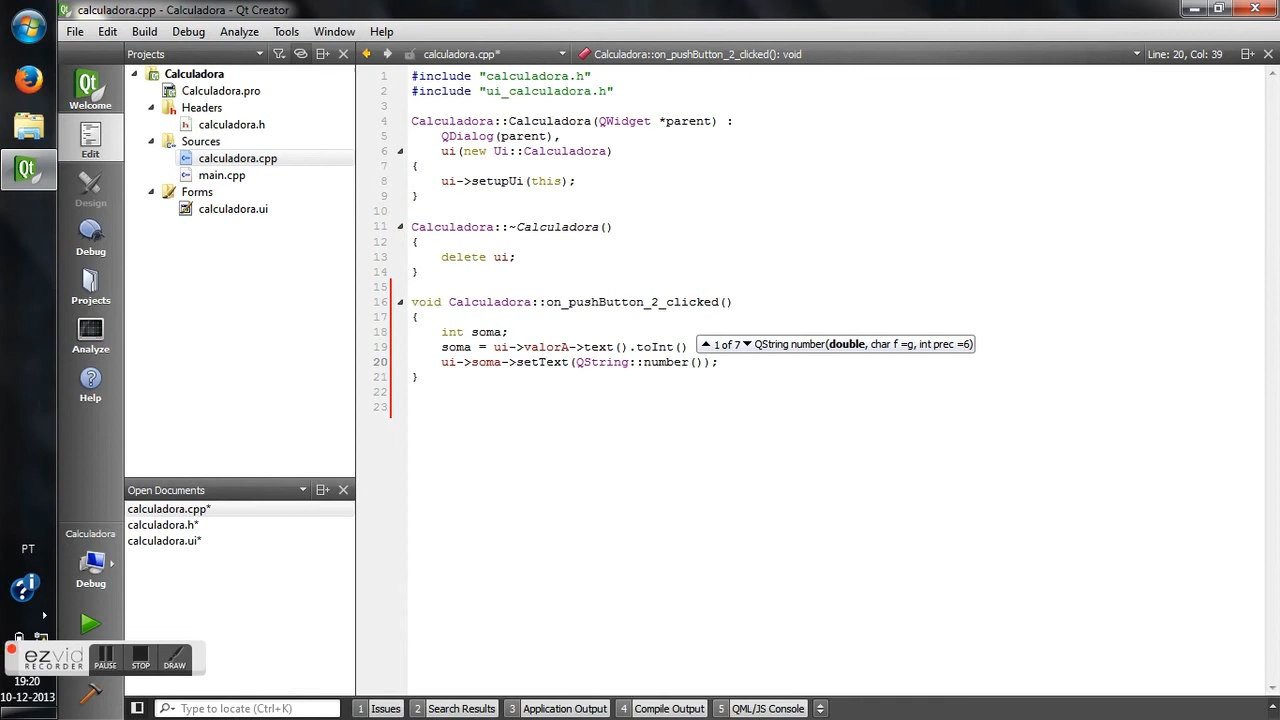 calculadora.cpp - Calculadora - Qt Creator
File Edit Build Debug Analyze Tools Window Help
Projects
calculadora.cpp*
Calculadora::on_pushButton_2_clicked(): void
Line: 20, Col: 39
Qt
Welcome
Edit
Design
Debug
Projects
Analyze
Help
Calculadora
Debug
Calculadora
Calculadora.pro
Headers
calculadora.h
Sources
calculadora.cpp
main.cpp
Forms
calculadora.ui
Open Documents
calculadora.cpp*
calculadora.h*
calculadora.ui*
1 #include "calculadora.h"
2 #include "ui_calculadora.h"
3
4 Calculadora::Calculadora(QWidget *parent) :
5 QDialog(parent),
6 ui(new Ui::Calculadora)
7 {
8 ui->setupUi(this);
9 }
10
11 Calculadora::~Calculadora()
12 {
13 delete ui;
14 }
15
16 void Calculadora::on_pushButton_2_clicked()
17 {
18 int soma;
19 soma = ui->valorA->text().toInt()
1 of 7 QString number(double, char f =g, int prec =6)
20 ui->soma->setText(QString::number());
21 }
22
23
Qt
PT
ezvid
RECORDER
PAUSE STOP DRAW
19:20
10-12-2013
Type to locate (Ctrl+K)
1 Issues 2 Search Results 3 Application Output 4 Compile Output 5 QML/JS Console